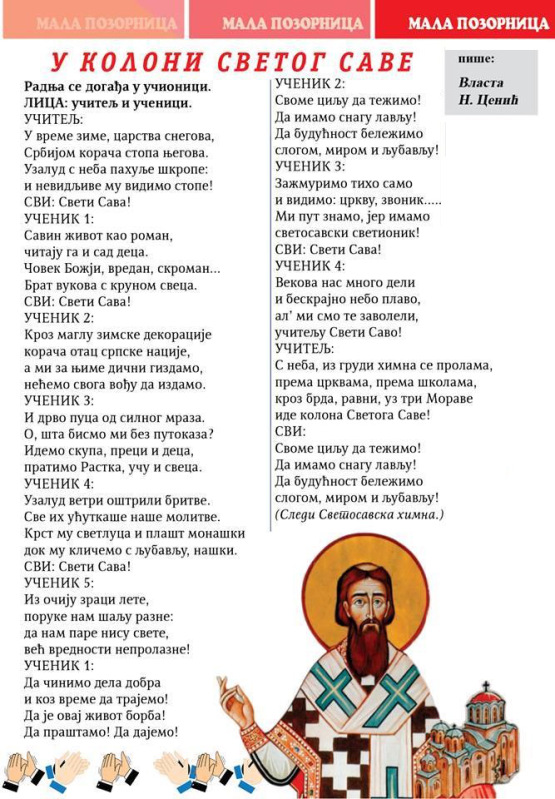 МАЛА ПОЗОРНИЦА
МАЛА ПОЗОРНИЦА
МАЛА ПОЗОРНИЦА
У КОЛОНИ СВЕТОГ САВЕ
пише:
Власта
Н. Ценић
Радња се догађа у учионици.
ЛИЦА: учитељ и ученици.
УЧИТЕЉ:
У време зиме, царства снегова,
Србијом корача стопа његова.
Узалуд с неба пахуље шкропе:
и невидљиве му видимо стопе!
СВИ: Свети Сава!
УЧЕНИК 1:
Савин живот као роман,
читају га и сад деца.
Човек Божји, вредан, скроман...
Брат вукова с круном свеца.
СВИ: Свети Сава!
УЧЕНИК 2:
Кроз маглу зимске декорације
корача отац српске нације,
а ми за њиме дични гиздамо,
нећемо свога вођу да издамо.
УЧЕНИК 3:
И дрво пуца од силног мраза.
О, шта бисмо ми без путоказа?
Идемо скупа, преци и деца,
пратимо Растка, учу и свеца.
УЧЕНИК 4:
Узалуд ветри оштрили бритве.
Све их ућуткаше наше молитве.
Крст му светлуца и плашт монашки
док му кличемо с љубављу, нашки.
СВИ: Свети Сава!
УЧЕНИК 5:
Из очију зраци лете,
поруке нам шаљу разне:
да нам паре нису свете,
већ вредности непролазне!
УЧЕНИК 1:
Да чинимо дела добра
и коз време да трајемо!
Да је овај живот борба!
Да праштамо! Да дајемо!
УЧЕНИК 2:
Своме циљу да тежимо!
Да имамо снагу лављу!
Да будућност бележимо
слогом, миром и љубављу!
УЧЕНИК 3:
Зажмуримо тихо само
и видимо: цркву, звоник.....
Ми пут знамо, јер имамо
светосавски светионик!
СВИ: Свети Сава!
УЧЕНИК 4:
Векова нас много дели
и бескрајно небо плаво,
ал' ми смо те заволели,
учитељу Свети Саво!
УЧИТЕЉ:
С неба, из груди химна се пролама,
према црквама, према школама,
кроз брда, равни, уз три Мораве
иде колона Светога Саве!
СВИ:
Своме циљу да тежимо!
Да имамо снагу лављу!
Да будућност бележимо
слогом, миром и љубављу!
(Следи Светосавска химна.)